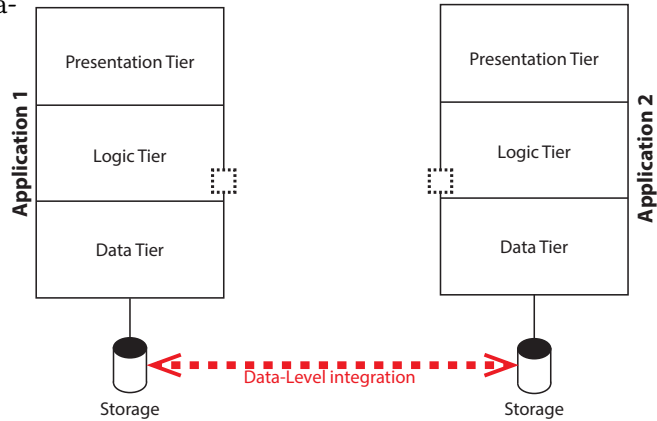 a-
Application 1
Presentation Tier
Logic Tier
Data Tier
Storage
Presentation Tier
Logic Tier
Data Tier
Storage
Application 2
Data-Level integration